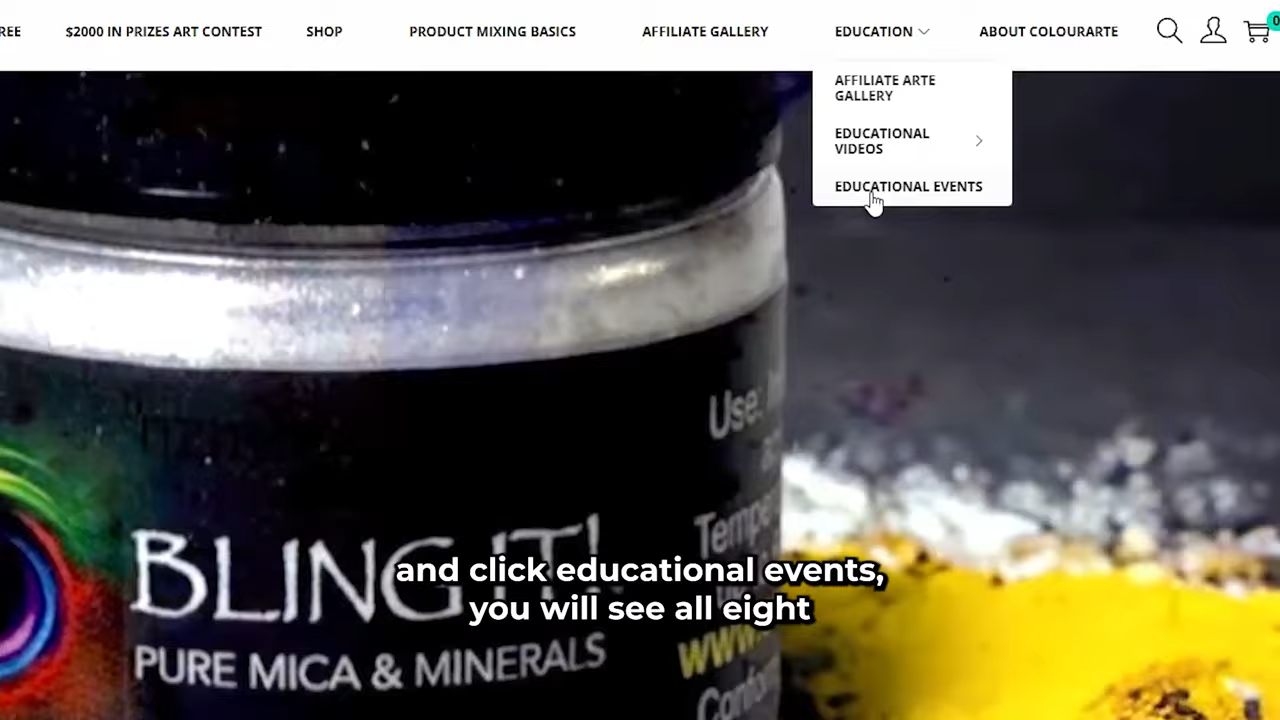 REE
$2000 IN PRIZES ART CONTEST
SHOP
PRODUCT MIXING BASICS
AFFILIATE GALLERY
EDUCATION
ABOUT COLOURARTE
0
AFFILIATE ARTE
GALLERY
EDUCATIONAL
VIDEOS
EDUCATIONAL EVENTS
Use:
BLING IT!
PURE MICA & MINERALS
and click educational events,
you will see all eight